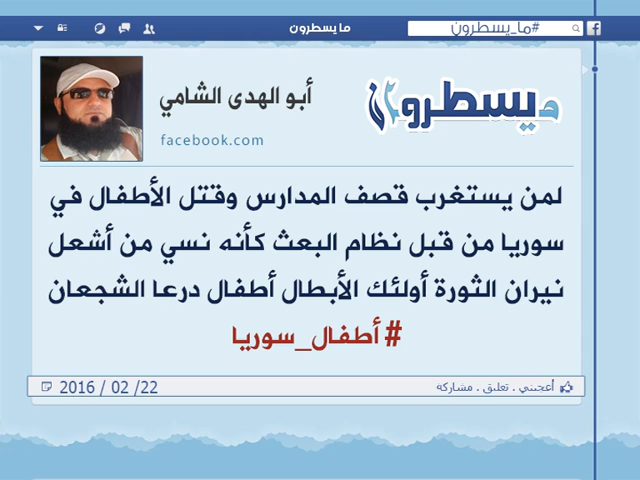 ما يسطرون
#ما_يسطرون
ما يسطرون
أبو الهدى الشامي
facebook.com
لمن يستغرب قصف المدارس وقتل الأطفال في
سوريا من قبل نظام البعث كأنه نسي من أشعل
نيران الثورة أولئك الأبطال أطفال درعا الشجعان
#أطفال_سوريا
أعجبني . تعليق . مشاركة
2016 / 02 /22